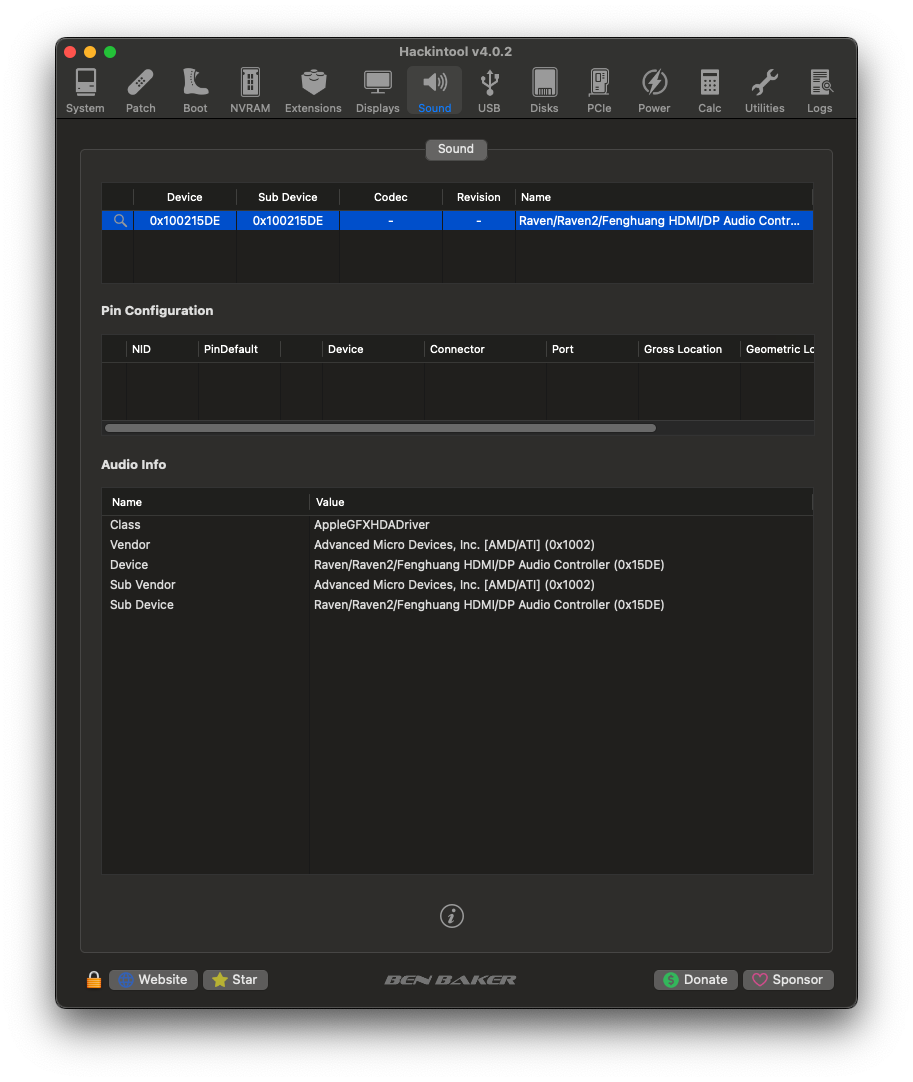 Hackintool v4.0.2
System Patch Boot NVRAM Extensions Displays Sound USB Disks PCIe Power Calc Utilities Logs
Sound
Device Sub Device Codec Revision Name
0x100215DE 0x100215DE - - Raven/Raven2/Fenghuang HDMI/DP Audio Contr...
Pin Configuration
NID PinDefault Device Connector Port Gross Location Geometric Lo
Audio Info
Name Value
Class AppleGFXHDADriver
Vendor Advanced Micro Devices, Inc. [AMD/ATI] (0x1002)
Device Raven/Raven2/Fenghuang HDMI/DP Audio Controller (0x15DE)
Sub Vendor Advanced Micro Devices, Inc. [AMD/ATI] (0x1002)
Sub Device Raven/Raven2/Fenghuang HDMI/DP Audio Controller (0x15DE)
Website Star BEN BAKER Donate Sponsor